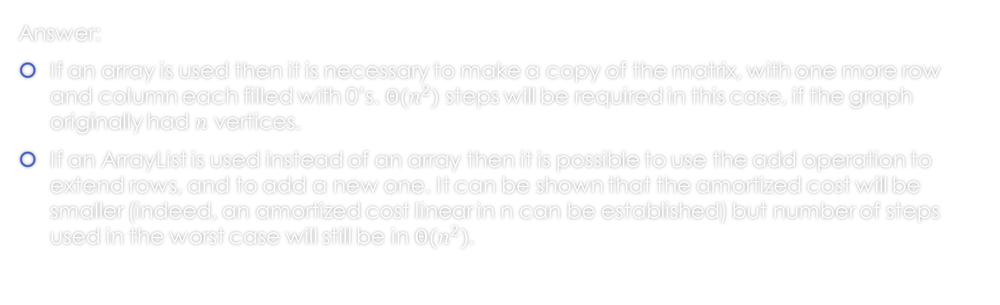 Answer:
If an array is used then it is necessary to make a copy of the matrix, with one more row
and column each filled with 0's. Θ(n²) steps will be required in this case, if the graph
originally had n vertices.
If an ArrayList is used instead of an array then it is possible to use the add operation to
extend rows, and to add a new one. It can be shown that the amortized cost will be
smaller (indeed, an amortized cost linear in n can be established) but number of steps
used in the worst case will still be in Θ(n²).